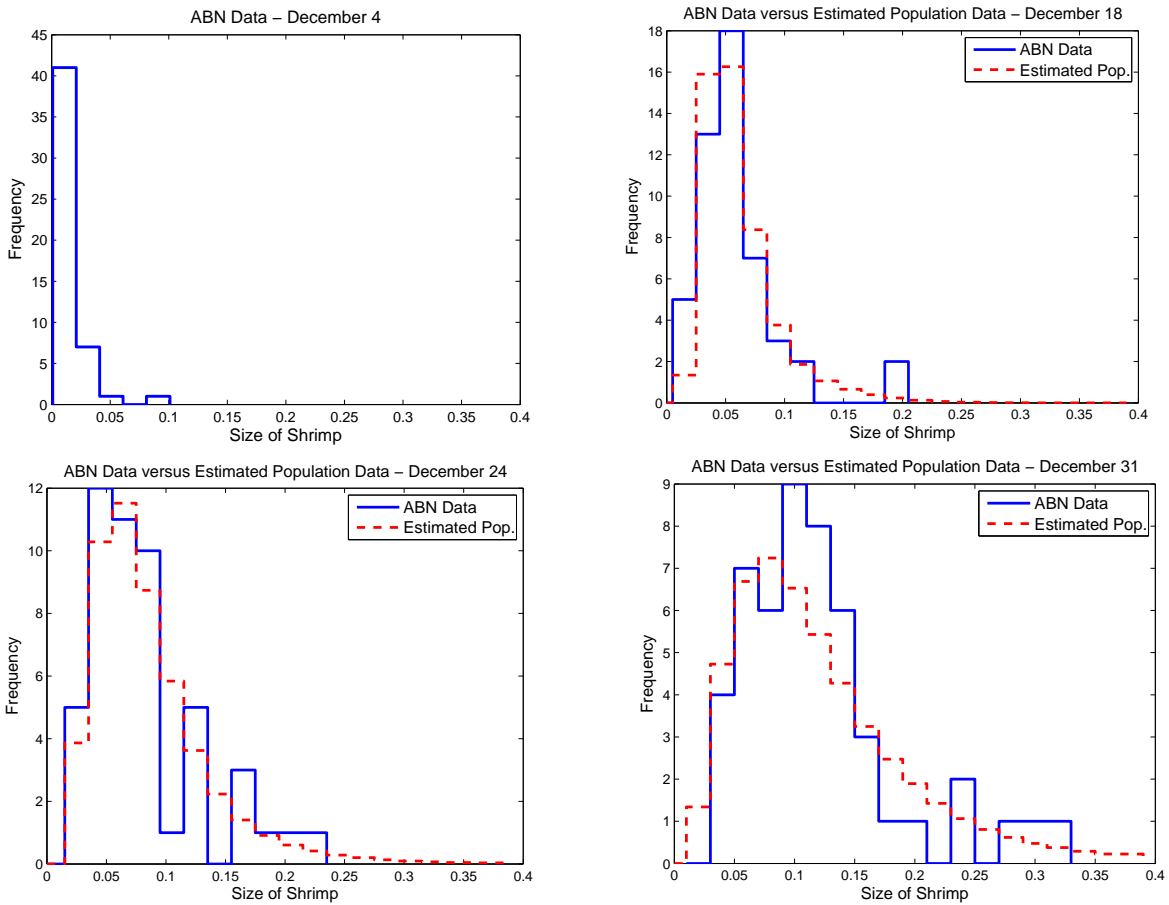 ABN Data – December 4
45
40
35
30
25
20
15
10
5
0
Frequency
0 0.05 0.1 0.15 0.2 0.25 0.3 0.35 0.4
Size of Shrimp
ABN Data versus Estimated Population Data – December 18
ABN Data
Estimated Pop.
18
16
14
12
10
8
6
4
2
0
Frequency
0 0.05 0.1 0.15 0.2 0.25 0.3 0.35 0.4
Size of Shrimp
ABN Data versus Estimated Population Data – December 24
ABN Data
Estimated Pop.
12
10
8
6
4
2
0
Frequency
0 0.05 0.1 0.15 0.2 0.25 0.3 0.35 0.4
Size of Shrimp
ABN Data versus Estimated Population Data – December 31
ABN Data
Estimated Pop.
9
8
7
6
5
4
3
2
1
0
Frequency
0 0.05 0.1 0.15 0.2 0.25 0.3 0.35 0.4
Size of Shrimp